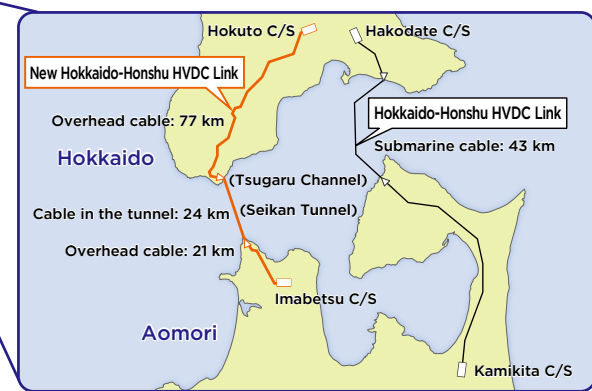 Hokuto C/S
Hakodate C/S
New Hokkaido-Honshu HVDC Link
Hokkaido-Honshu HVDC Link
Overhead cable: 77 km
Submarine cable: 43 km
Hokkaido
(Tsugaru Channel)
Cable in the tunnel: 24 km
(Seikan Tunnel)
Overhead cable: 21 km
Imabetsu C/S
Aomori
Kamikita C/S